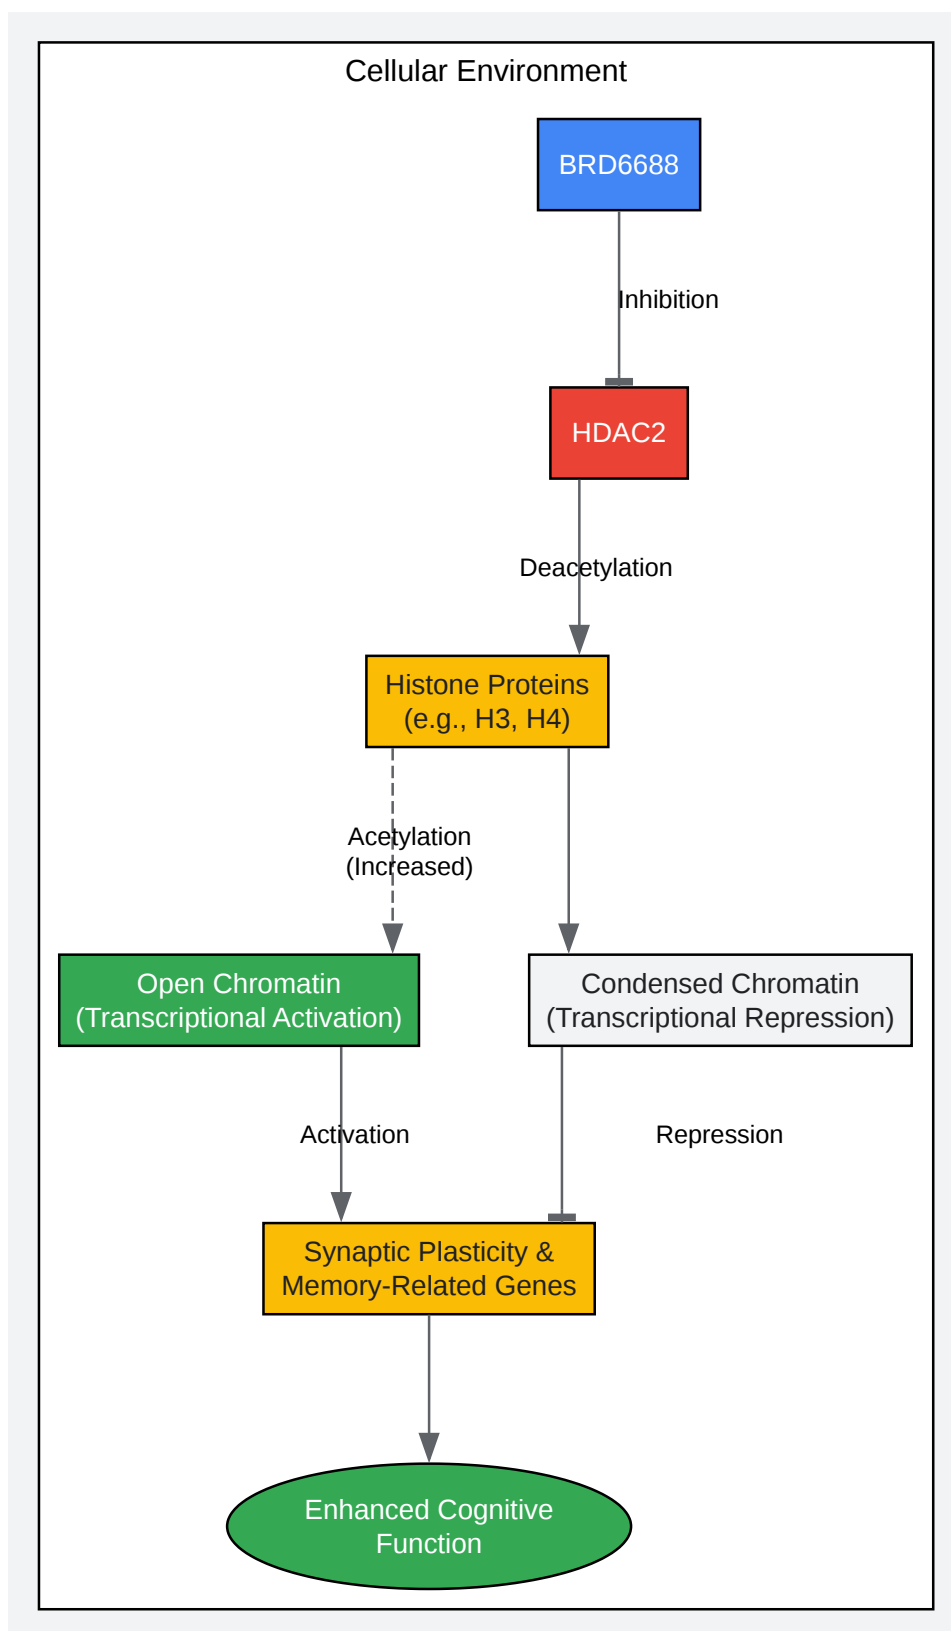 Cellular Environment
BRD6688
Inhibition
HDAC2
Deacetylation
Histone Proteins
(e.g., H3, H4)
Acetylation
(Increased)
Open Chromatin
(Transcriptional Activation)
Condensed Chromatin
(Transcriptional Repression)
Activation
Repression
Synaptic Plasticity &
Memory-Related Genes
Enhanced Cognitive
Function